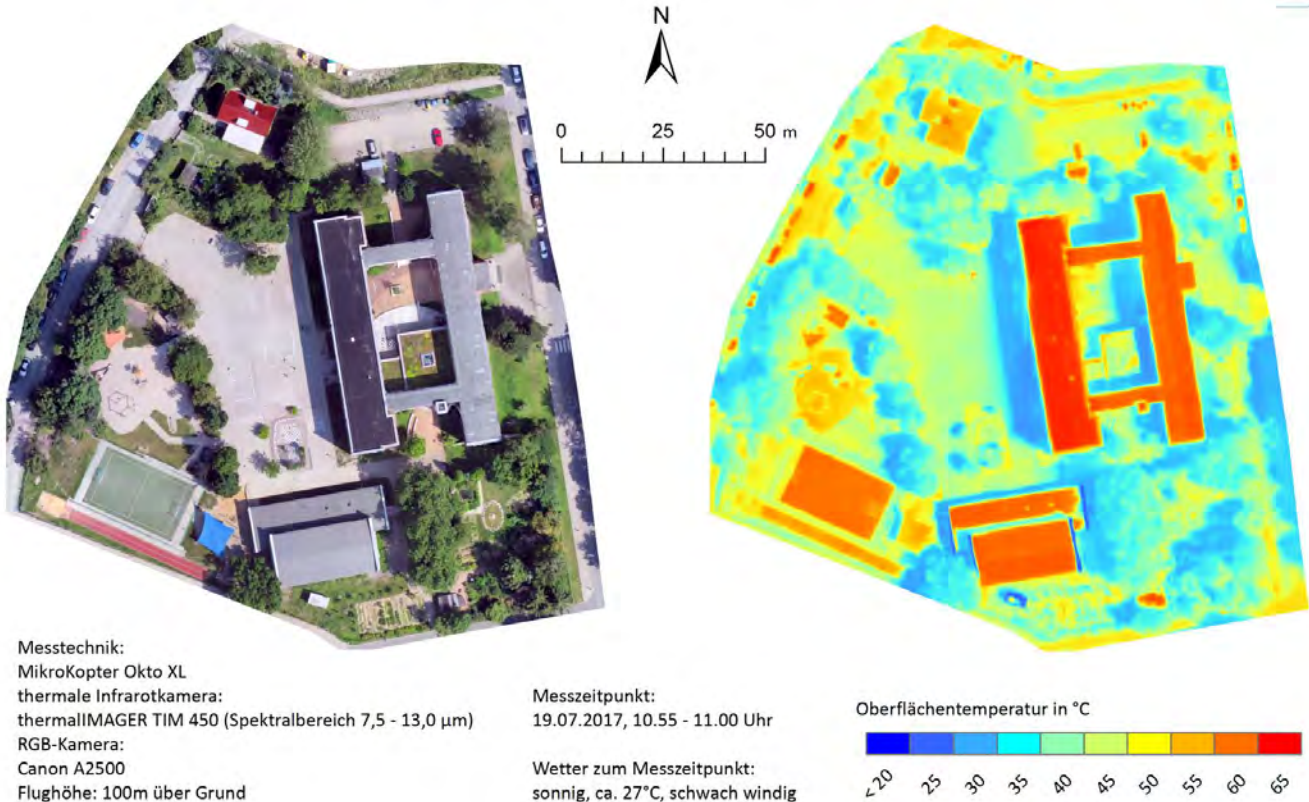 N
0 25 50 m
Messtechnik:
MikroKopter Okto XL
thermale Infrarotkamera:
thermalIMAGER TIM 450 (Spektralbereich 7,5 - 13,0 µm)
RGB-Kamera:
Canon A2500
Flughöhe: 100m über Grund
Messzeitpunkt:
19.07.2017, 10.55 - 11.00 Uhr
Wetter zum Messzeitpunkt:
sonnig, ca. 27°C, schwach windig
Oberflächentemperatur in °C
< 20 25 30 35 40 45 50 55 60 65